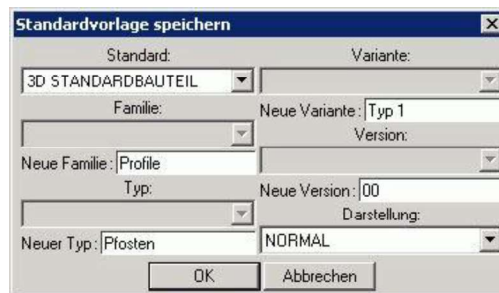 Standardvorlage speichern
Standard:
3D STANDARDBAUTEIL
Familie:
Neue Familie: Profile
Typ:
Neuer Typ: Pfosten
Variante:
Neue Variante: Typ 1
Version:
Neue Version: 00
Darstellung:
NORMAL
OK
Abbrechen